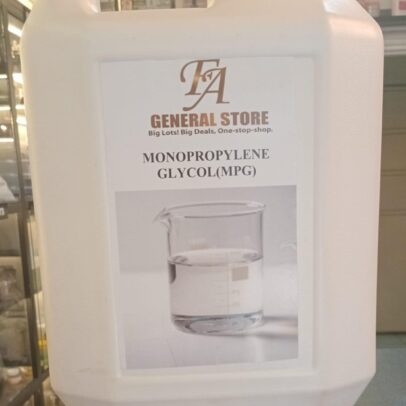 FA
GENERAL STORE
Big Lots! Big Deals, One-stop-shop.
MONOPROPYLENE
GLYCOL(MPG)